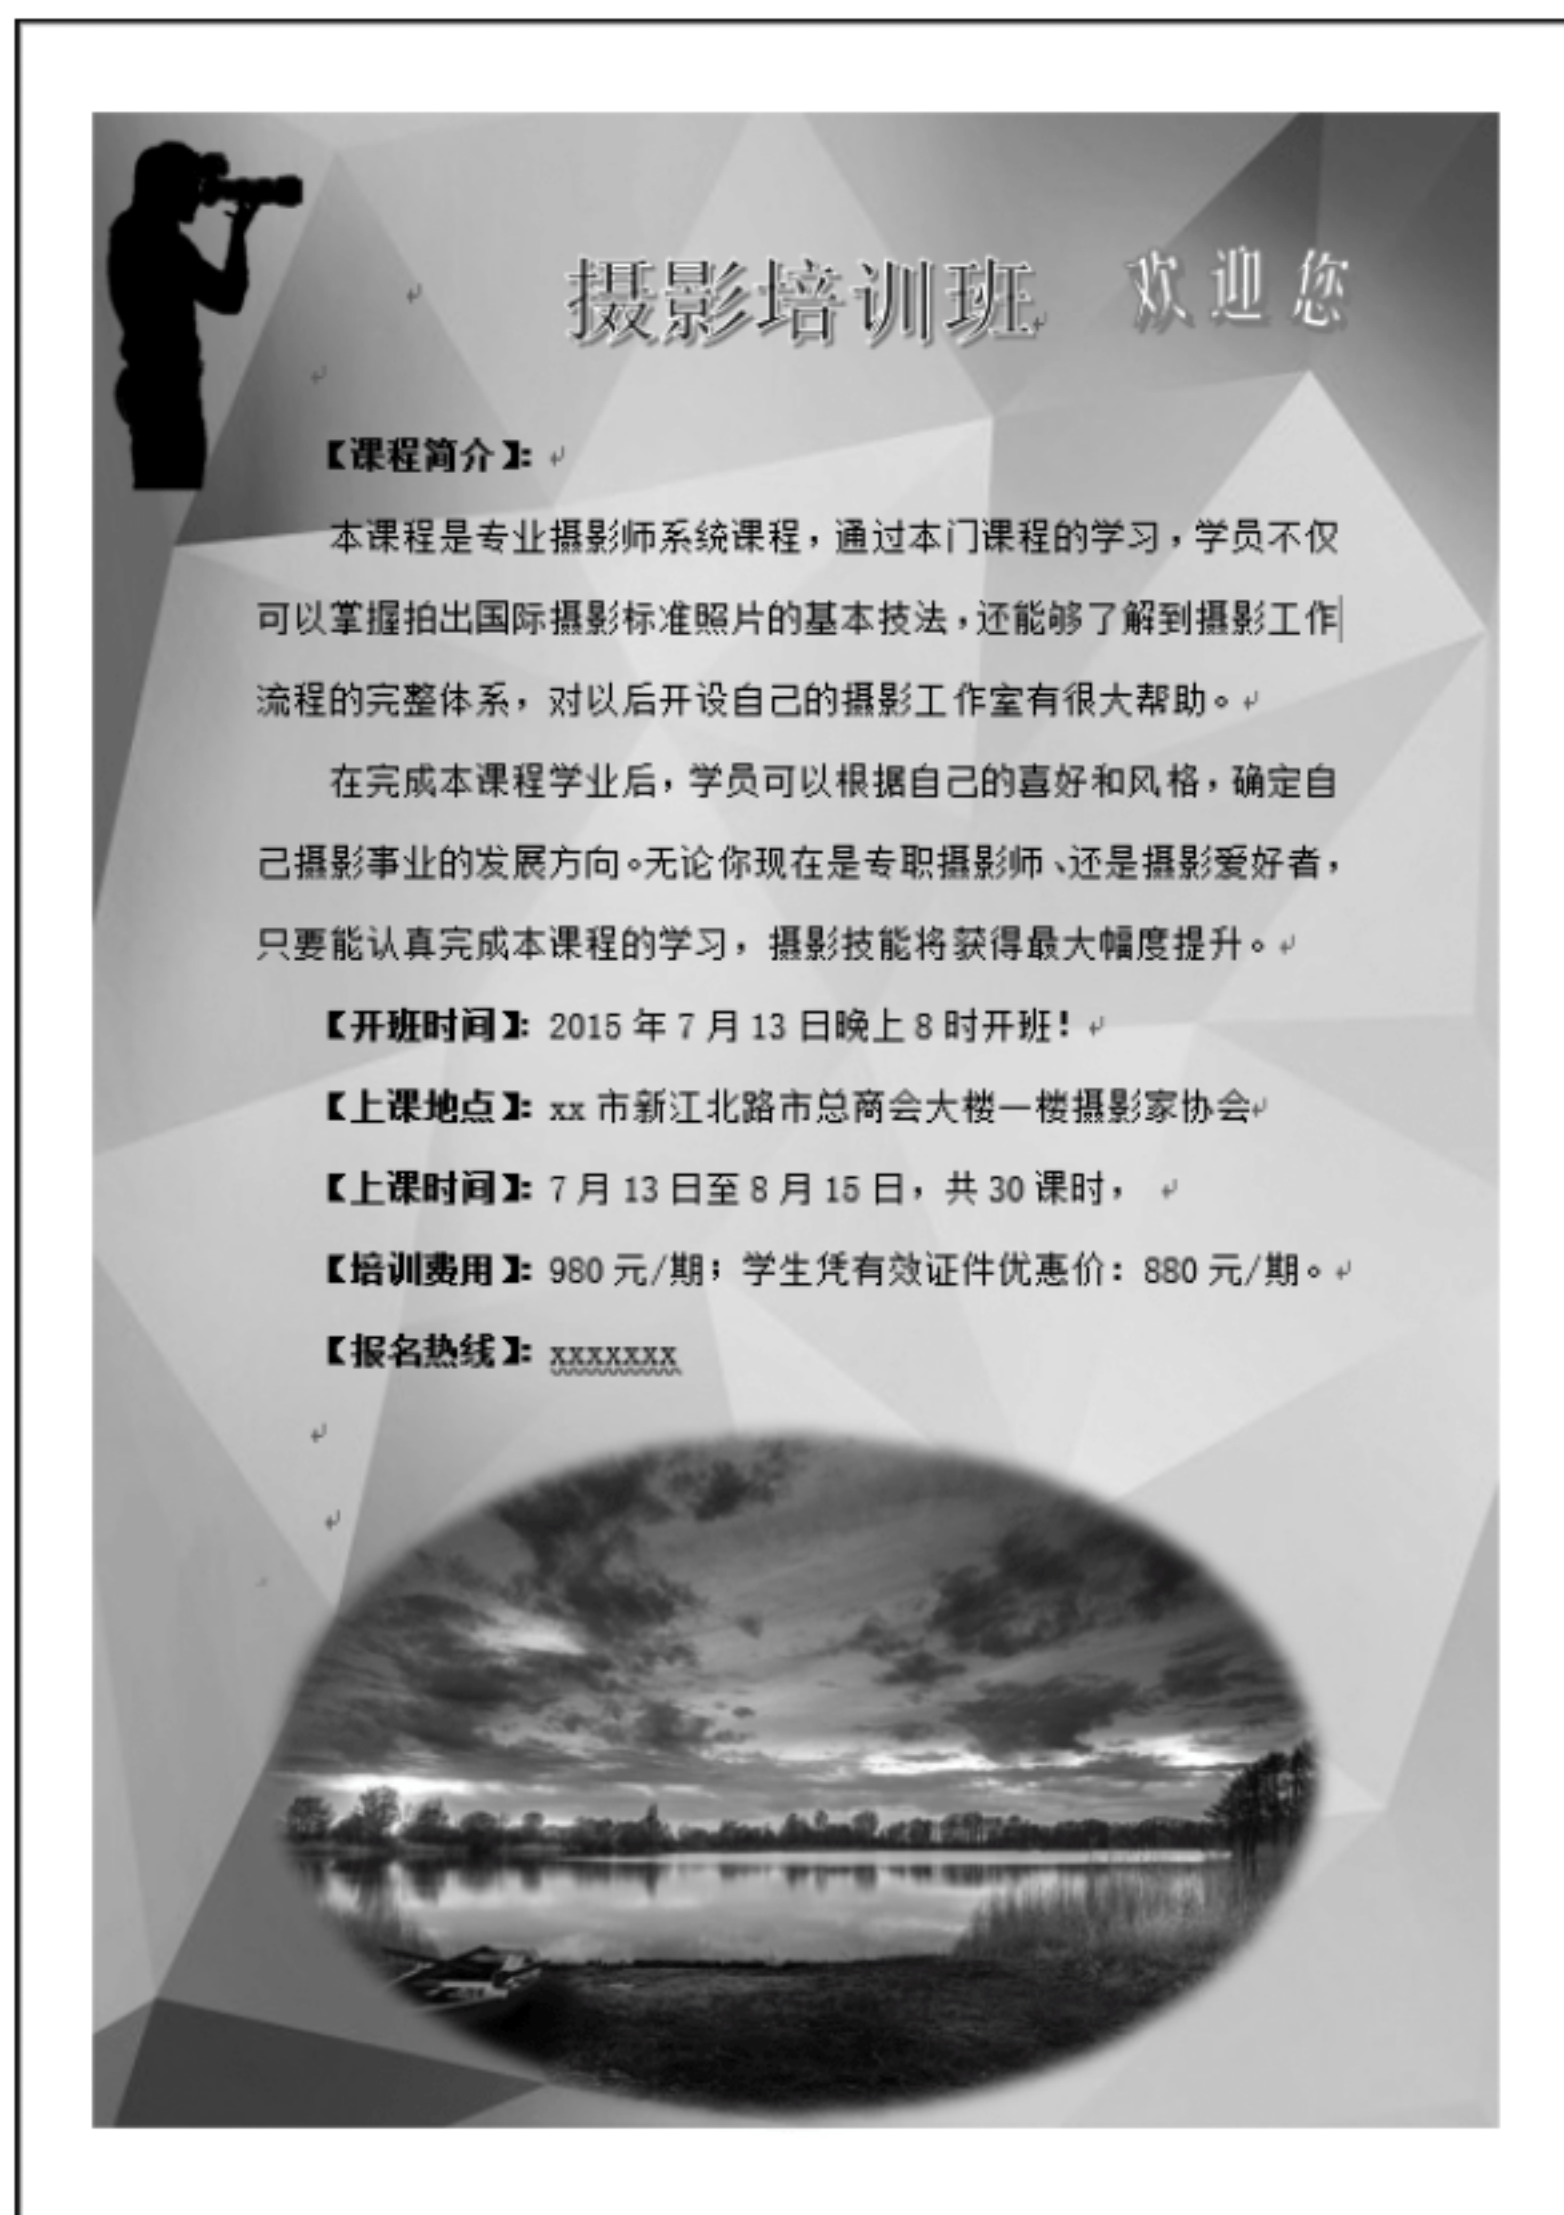 摄影培训班 欢迎您
【课程简介】：
本课程是专业摄影师系统课程，通过本门课程的学习，学员不仅
可以掌握拍出国际摄影标准照片的基本技法，还能够了解到摄影工作
流程的完整体系，对以后开设自己的摄影工作室有很大帮助。
在完成本课程学业后，学员可以根据自己的喜好和风格，确定自
己摄影事业的发展方向。无论你现在是专职摄影师、还是摄影爱好者，
只要能认真完成本课程的学习，摄影技能将获得最大幅度提升。
【开班时间】：2015 年 7 月 13 日晚上 8 时开班！
【上课地点】：xx 市新江北路市总商会大楼一楼摄影家协会
【上课时间】：7 月 13 日至 8 月 15 日，共 30 课时，
【培训费用】：980 元/期；学生凭有效证件优惠价：880 元/期。
【报名热线】：xxxxxxx